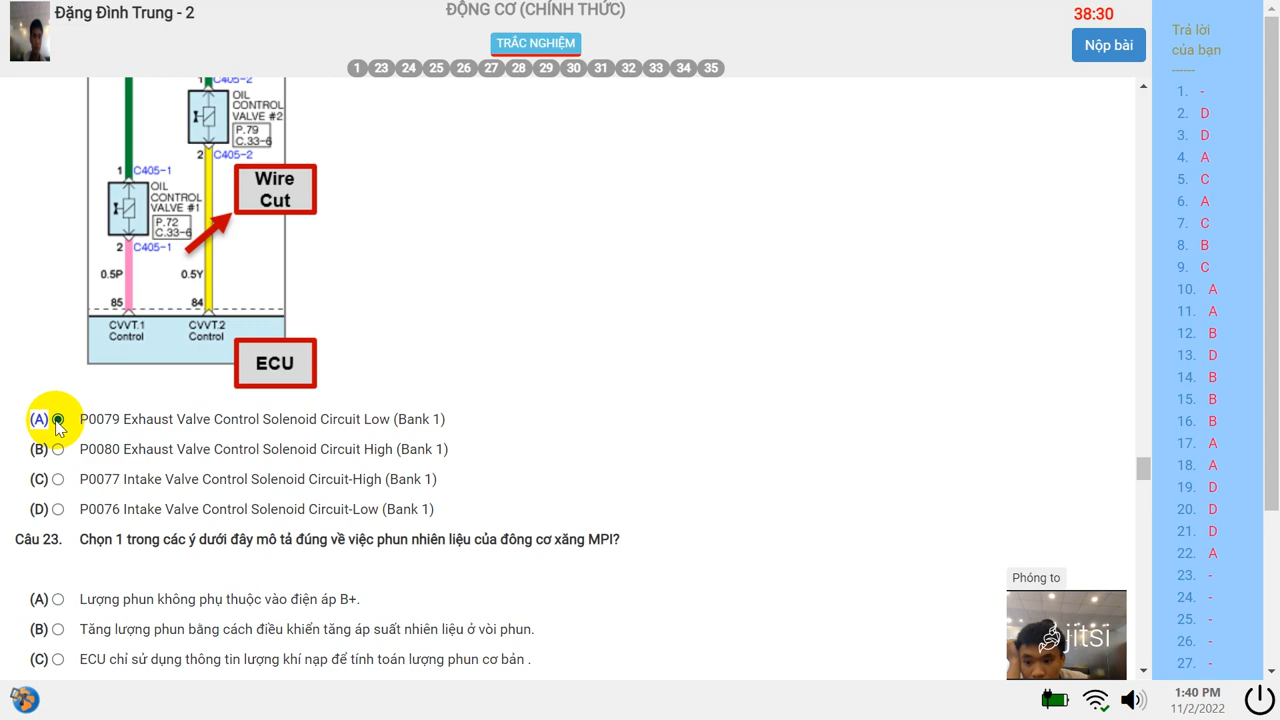 Đặng Đình Trung - 2
ĐỘNG CƠ (CHÍNH THỨC)
TRẮC NGHIỆM
1 23 24 25 26 27 28 29 30 31 32 33 34 35
38:30
Nộp bài
Trả lời
của bạn
------
1. -
2. D
3. D
4. A
5. C
6. A
7. C
8. B
9. C
10. A
11. A
12. B
13. D
14. B
15. B
16. B
17. A
18. A
19. D
20. D
21. D
22. A
23. -
24. -
25. -
26. -
27. -
1 C405-2
OIL
CONTROL
VALVE #2
P.79
C.33-6
2 C405-2
1 C405-1
OIL
CONTROL
VALVE #1
P.72
C.33-6
2 C405-1
Wire
Cut
0.5P
0.5Y
85
84
CVVT.1
Control
CVVT.2
Control
ECU
(A) P0079 Exhaust Valve Control Solenoid Circuit Low (Bank 1)
(B) P0080 Exhaust Valve Control Solenoid Circuit High (Bank 1)
(C) P0077 Intake Valve Control Solenoid Circuit-High (Bank 1)
(D) P0076 Intake Valve Control Solenoid Circuit-Low (Bank 1)
Câu 23. Chọn 1 trong các ý dưới đây mô tả đúng về việc phun nhiên liệu của đông cơ xăng MPI?
(A) Lượng phun không phụ thuộc vào điện áp B+.
(B) Tăng lượng phun bằng cách điều khiển tăng áp suất nhiên liệu ở vòi phun.
(C) ECU chỉ sử dụng thông tin lượng khí nạp để tính toán lượng phun cơ bản .
Phóng to
jitsi
1:40 PM
11/2/2022